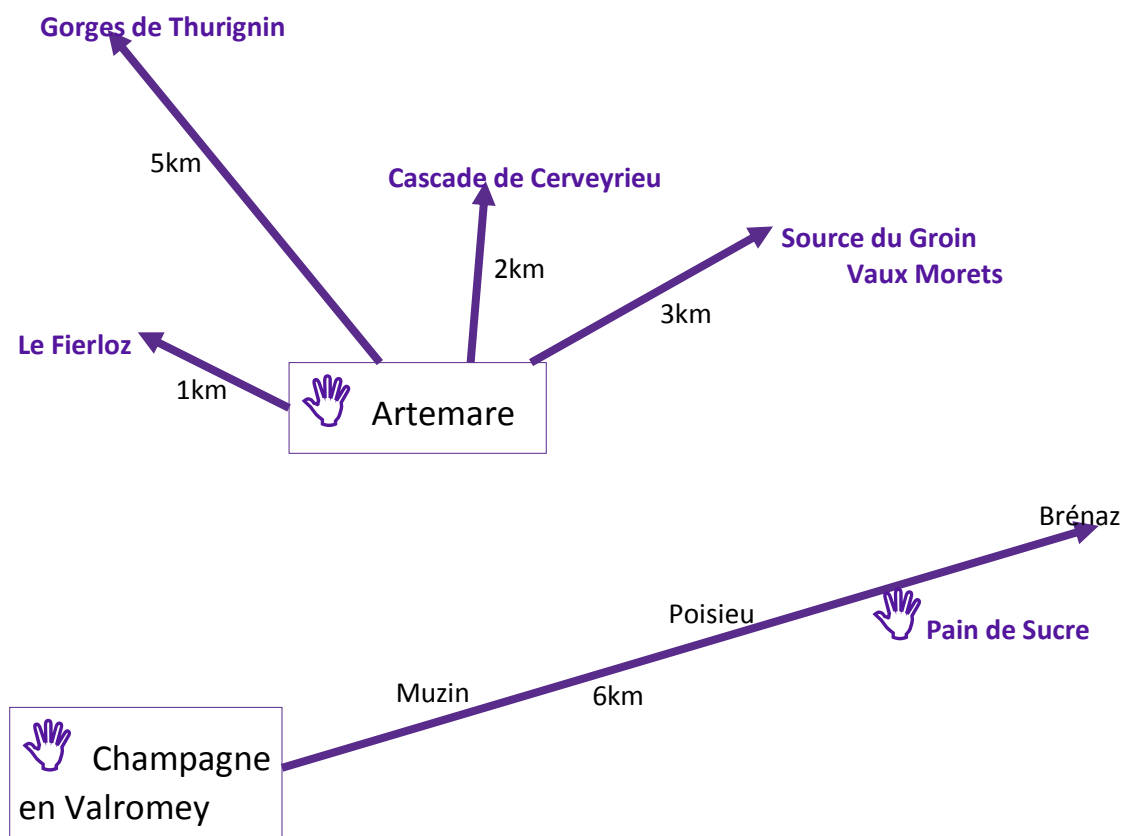 Gorges de Thurignin
5km
Cascade de Cerveyrieu
2km
Source du Groin
Vaux Morets
3km
Le Fierloz
1km
Artemare
Brénaz
Poisieu
Pain de Sucre
Muzin
6km
Champagne
en Valromey